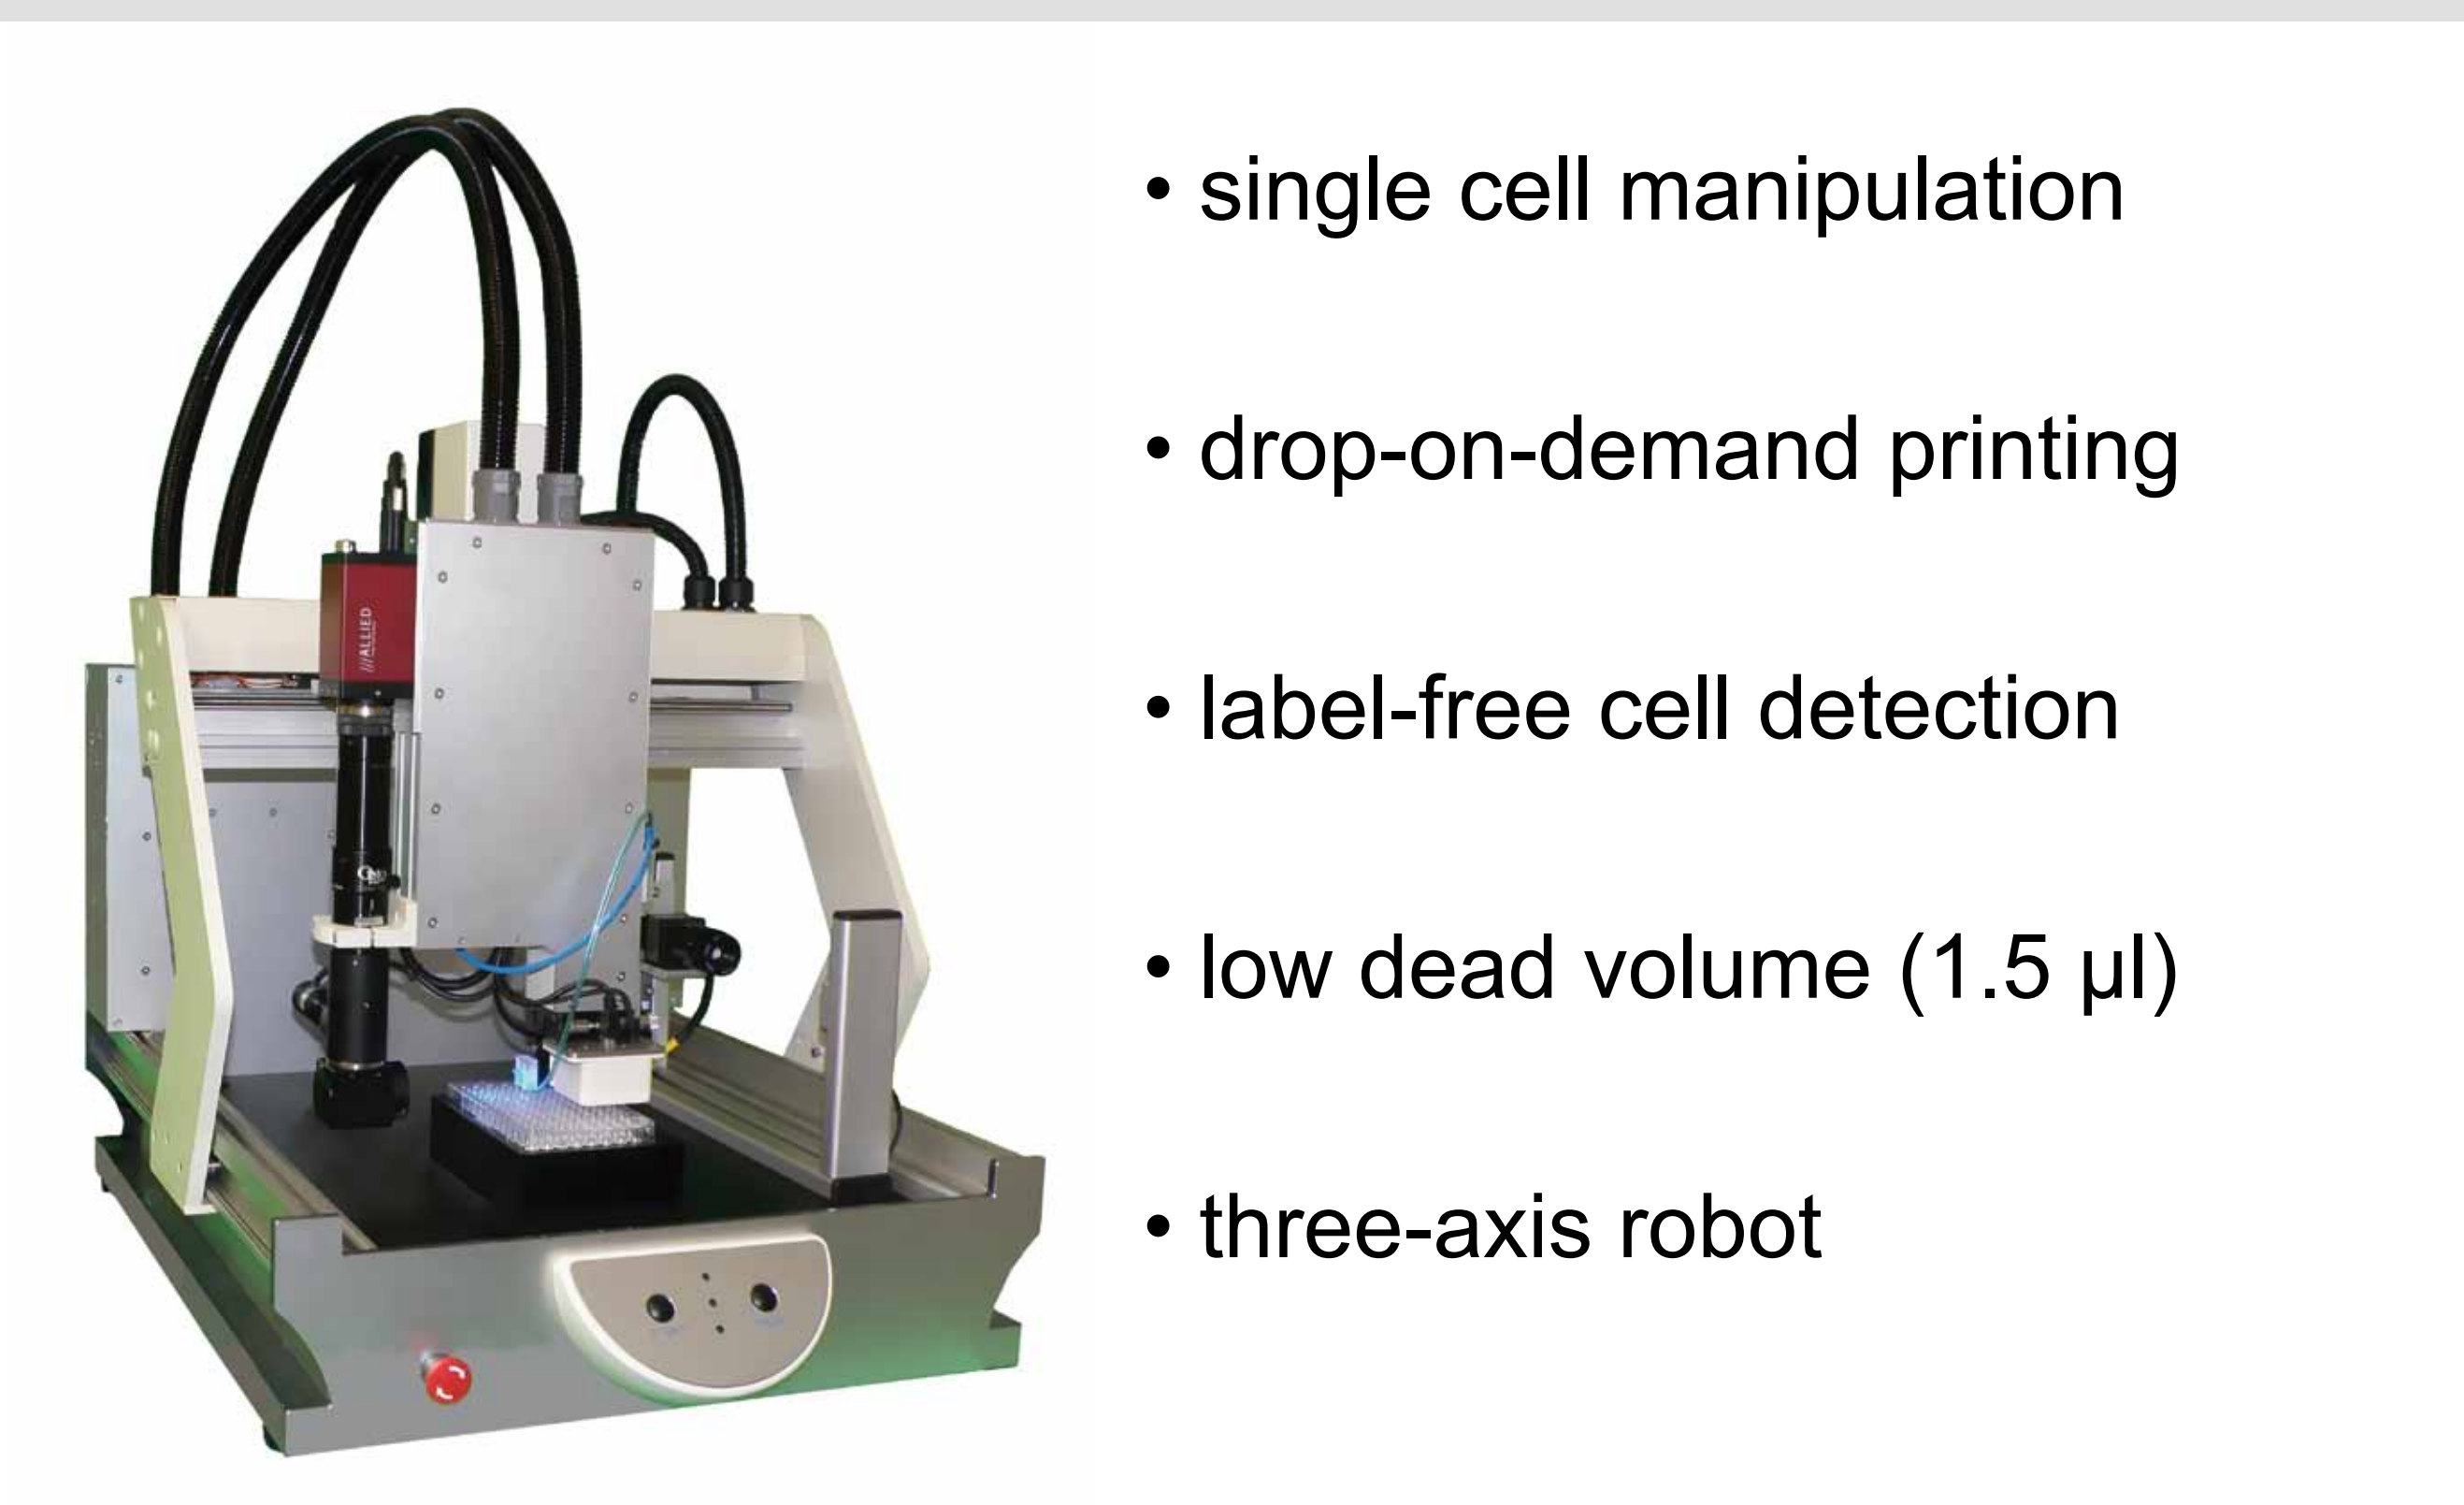 ///ALLIED
• single cell manipulation
• drop-on-demand printing
• label-free cell detection
• low dead volume (1.5 µl)
• three-axis robot